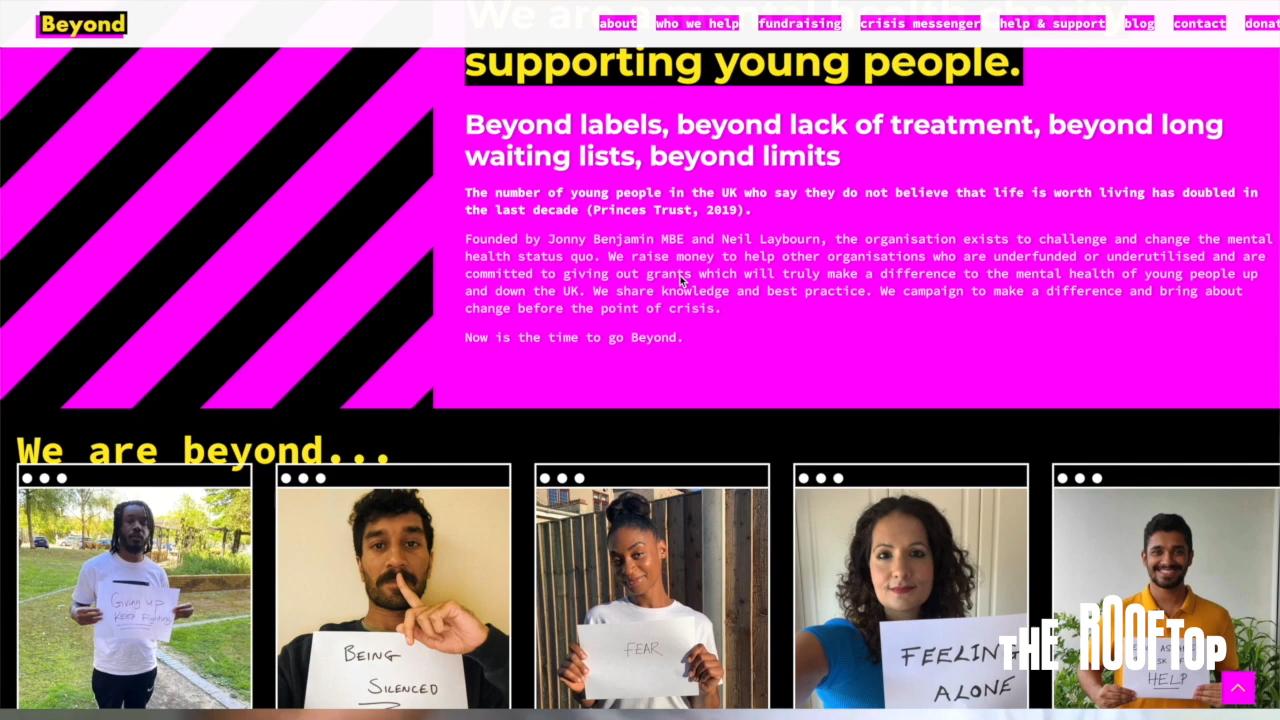 Beyond
about who we help fundraising crisis messenger help & support blog contact
supporting young people.
Beyond labels, beyond lack of treatment, beyond long
waiting lists, beyond limits
The number of young people in the UK who say they do not believe that life is worth living has doubled in
the last decade (Princes Trust, 2019).
Founded by Jonny Benjamin MBE and Neil Laybourn, the organisation exists to challenge and change the mental
health status quo. We raise money to help other organisations who are underfunded or underutilised and are
committed to giving out grants which will truly make a difference to the mental health of young people up
and down the UK. We share knowledge and best practice. We campaign to make a difference and bring about
change before the point of crisis.
Now is the time to go Beyond.
We are beyond...
Giving up
KEEP Fighting
BEING
SILENCED
FEAR
FEELING
ALONE
HELP
THE ROOFTOP